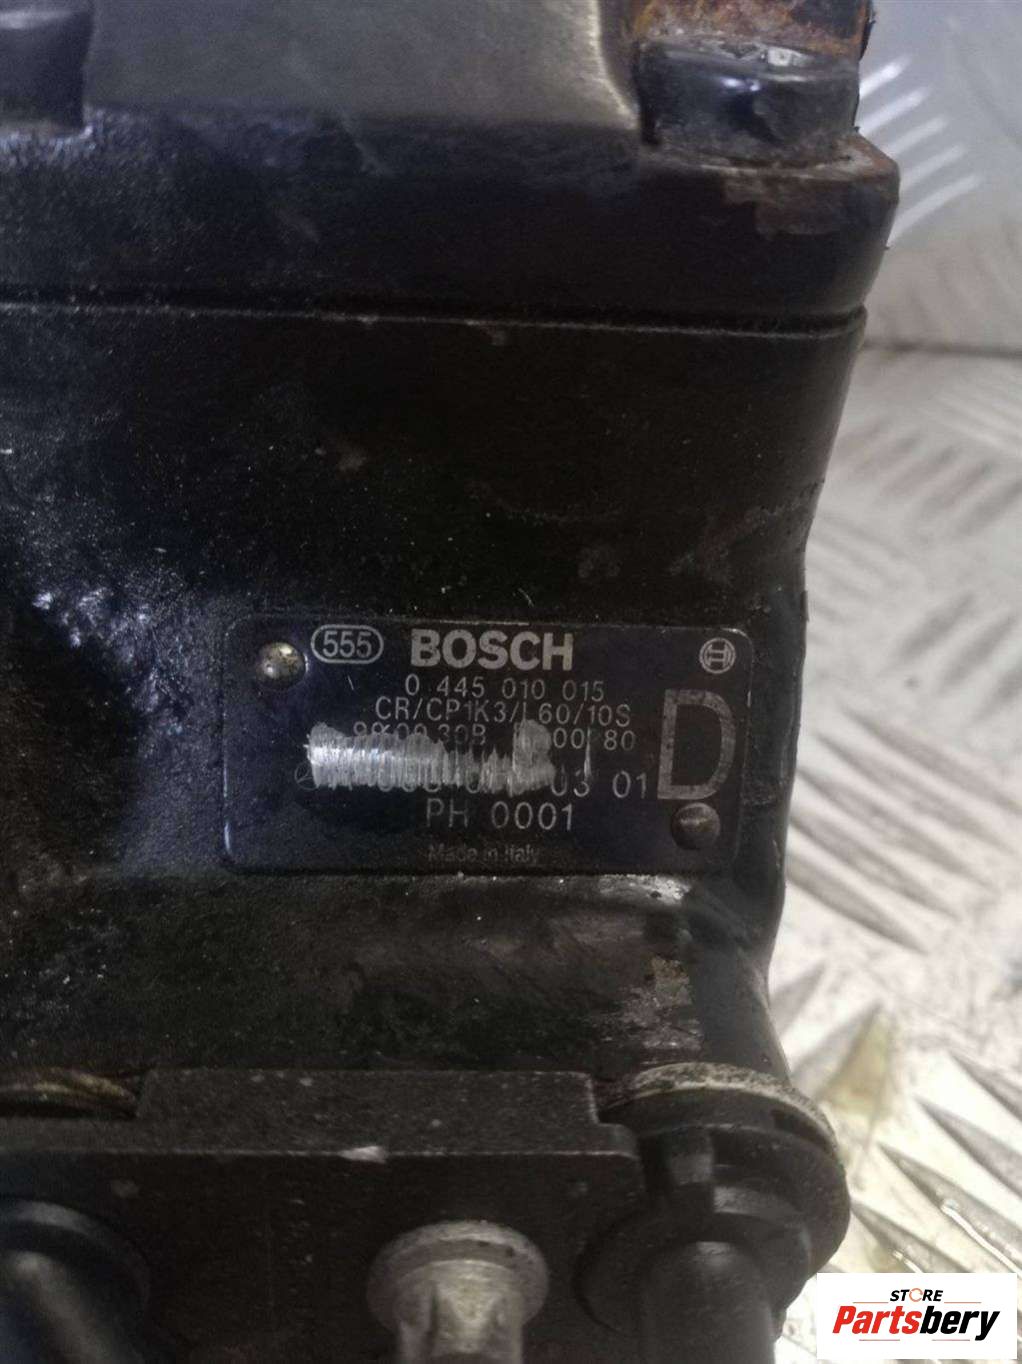 555 BOSCH
0 445 010 015
CR/CP1K3/L60/10S
D
03 01
PH 0001
Made in Italy
STORE
Partsbery